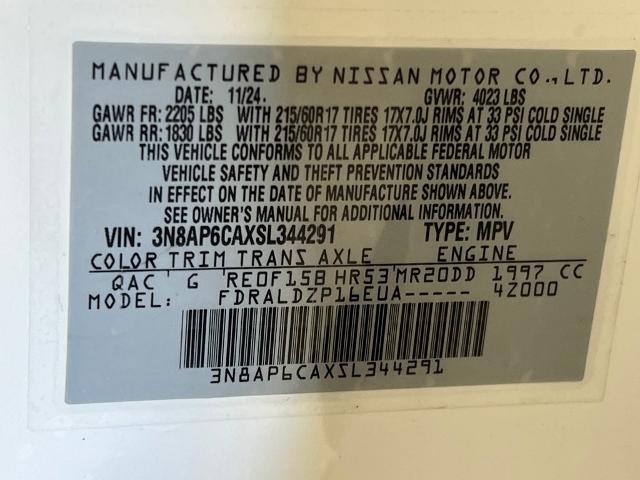 MANUFACTURED BY NISSAN MOTOR CO., LTD.
DATE: 11/24. GVWR: 4023 LBS
GAWR FR: 2205 LBS WITH 215/60R17 TIRES 17X7.0J RIMS AT 33 PSI COLD SINGLE
GAWR RR: 1830 LBS WITH 215/60R17 TIRES 17X7.0J RIMS AT 33 PSI COLD SINGLE
THIS VEHICLE CONFORMS TO ALL APPLICABLE FEDERAL MOTOR
VEHICLE SAFETY AND THEFT PREVENTION STANDARDS
IN EFFECT ON THE DATE OF MANUFACTURE SHOWN ABOVE.
SEE OWNER'S MANUAL FOR ADDITIONAL INFORMATION.
VIN: 3N8AP6CAXSL344291 TYPE: MPV
COLOR TRIM TRANS AXLE ENGINE
QAC G RE0F15B HR53 MR20DD 1997 CC
MODEL: FDRALDZP16EUA----- 4Z000
3N8AP6CAXSL344291